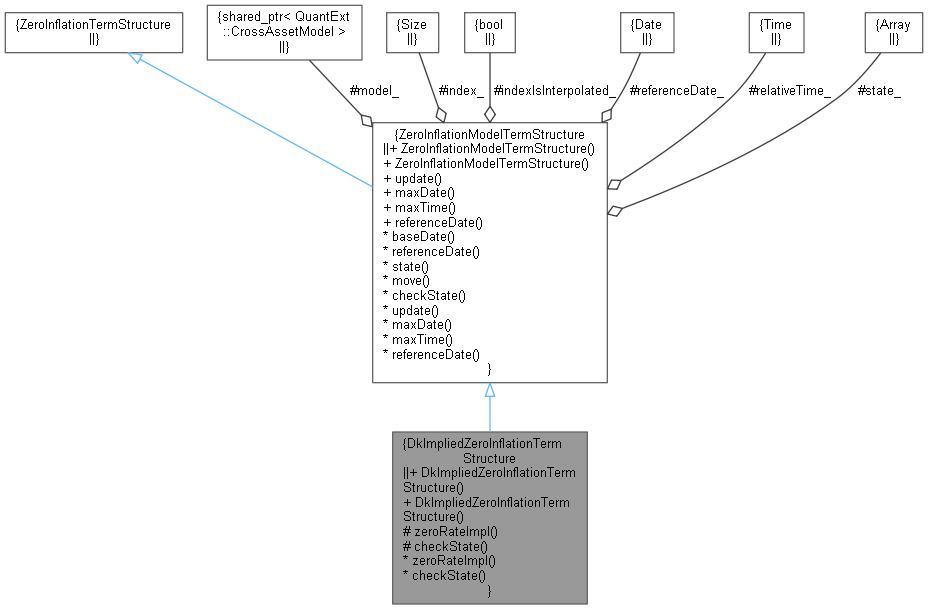 {ZeroInflationTermStructure
||}
{shared_ptr< QuantExt
::CrossAssetModel >
||}
{Size
||}
{bool
||}
{Date
||}
{Time
||}
{Array
||}
#model_
#index_
#indexIsInterpolated_
#referenceDate_
#relativeTime_
#state_
{ZeroInflationModelTermStructure
||+ ZeroInflationModelTermStructure()
+ ZeroInflationModelTermStructure()
+ update()
+ maxDate()
+ maxTime()
+ referenceDate()
* baseDate()
* referenceDate()
* state()
* move()
* checkState()
* update()
* maxDate()
* maxTime()
* referenceDate()
}
{DkImpliedZeroInflationTerm
Structure
||+ DkImpliedZeroInflationTerm
Structure()
+ DkImpliedZeroInflationTerm
Structure()
# zeroRateImpl()
# checkState()
* zeroRateImpl()
* checkState()
}